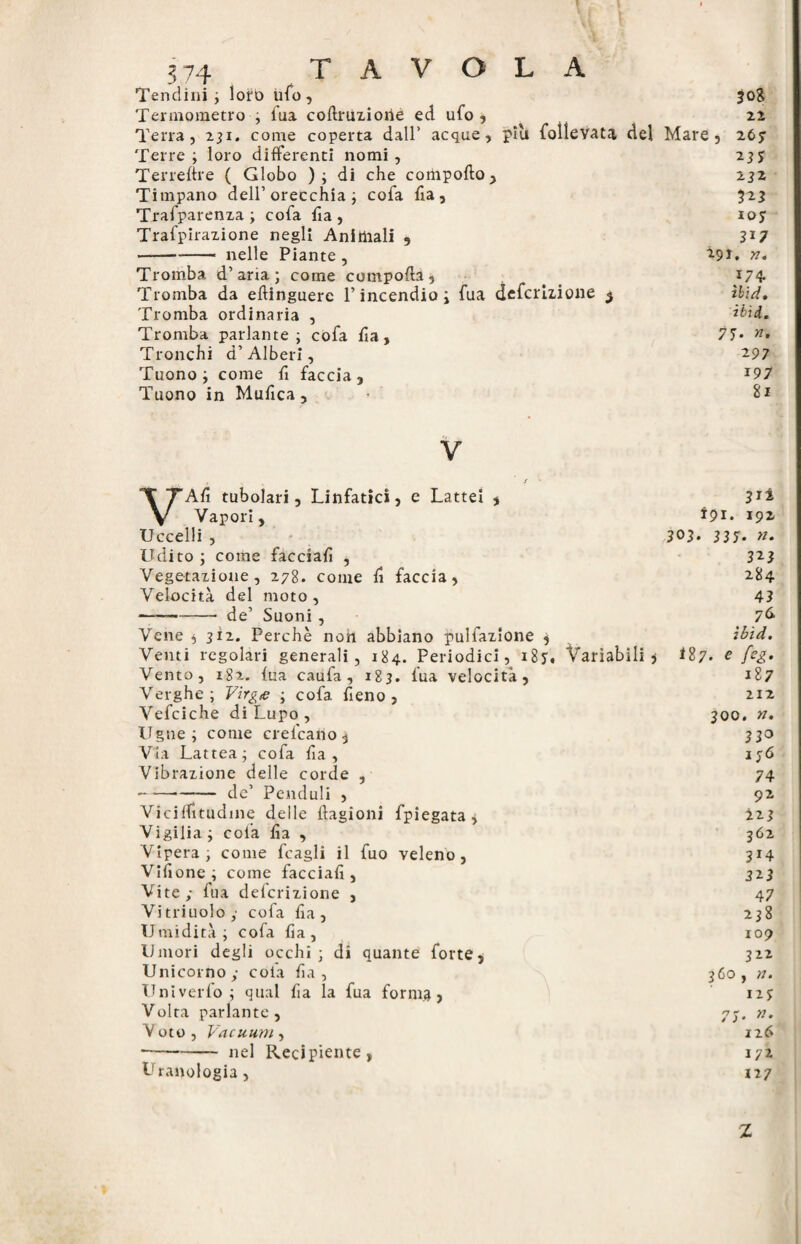 374 TAVOLA
Tendini; loro ufo, 308
Termometro; fua coſtruzione ed ufo, 22
Terra, 231. come coperta dall' acque, più follevata del Mare, 265
Terre; loro differenti nomi, 235
Terreſtre ( Globo ); di che compoſto, 232
Timpano dell' orecchia; cofa fia, 323
Trafparenza; cofa fia, 105
Trafpirazione negli Animali, 317
——— nelle Piante, 291. n.
Tromba d'aria; come compoſta, 174
Tromba da eſtinguere l'incendio; fua defcrizione, ibid.
Tromba ordinaria, ibid.
Tromba parlante; cofa fia, 75. n.
Tronchi d' Alberi, 297
Tuono; come fi faccia, 197
Tuono in Mufica, 81
V
VAfi tubolari, Linfatici, e Lattei, 311
Vapori, 191. 192
Uccelli, 303. 335. n.
Udito; come facciafi, 323
Vegetazione, 278. come fi faccia, 284
Velocità del moto, 43
——— de' Suoni, 76
Vene, 312. Perchè non abbiano pulfazione, ibid.
Venti regolari generali, 184. Periodici, 185. Variabili, 187. e feg.
Vento, 182. fua caufa, 183. fua velocità, 187
Verghe; Virgæ; cofa fieno, 212
Vefciche di Lupo, 300. n.
Ugne; come crefcano, 330
Via Lattea; cofa fia, 156
Vibrazione delle corde, 74
——— de' Penduli, 92
Viciffitudine delle ſtagioni fpiegata, 223
Vigilia; cofa fia, 362
Vipera; come fcagli il fuo veleno, 314
Vifione; come facciafi, 323
Vite; fua defcrizione, 47
Vitriuolo; cofa fia, 238
Umidità; cofa fia, 109
Umori degli occhi; di quante forte, 322
Unicorno; cofa fia, 360, n.
Univerfo; qual fia la fua forma, 125
Volta parlante, 75. n.
Voto, Vacuum, 126
——— nel Recipiente, 172
Uranologia, 127
Z